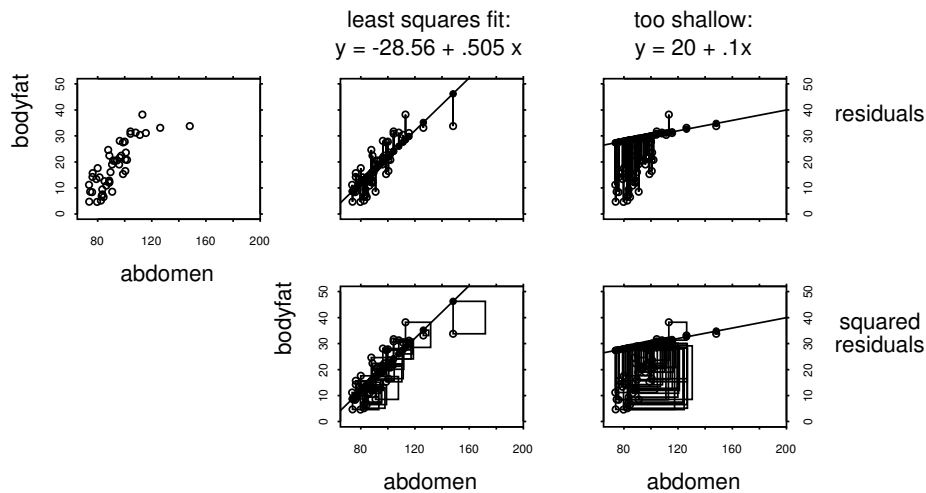 least squares fit:
y = -28.56 + .505 x
too shallow:
y = 20 + .1x
bodyfat
0 10 20 30 40 50
80 120 160 200
abdomen
0 10 20 30 40 50
residuals
bodyfat
0 10 20 30 40 50
80 120 160 200
abdomen
80 120 160 200
abdomen
0 10 20 30 40 50
squared
residuals